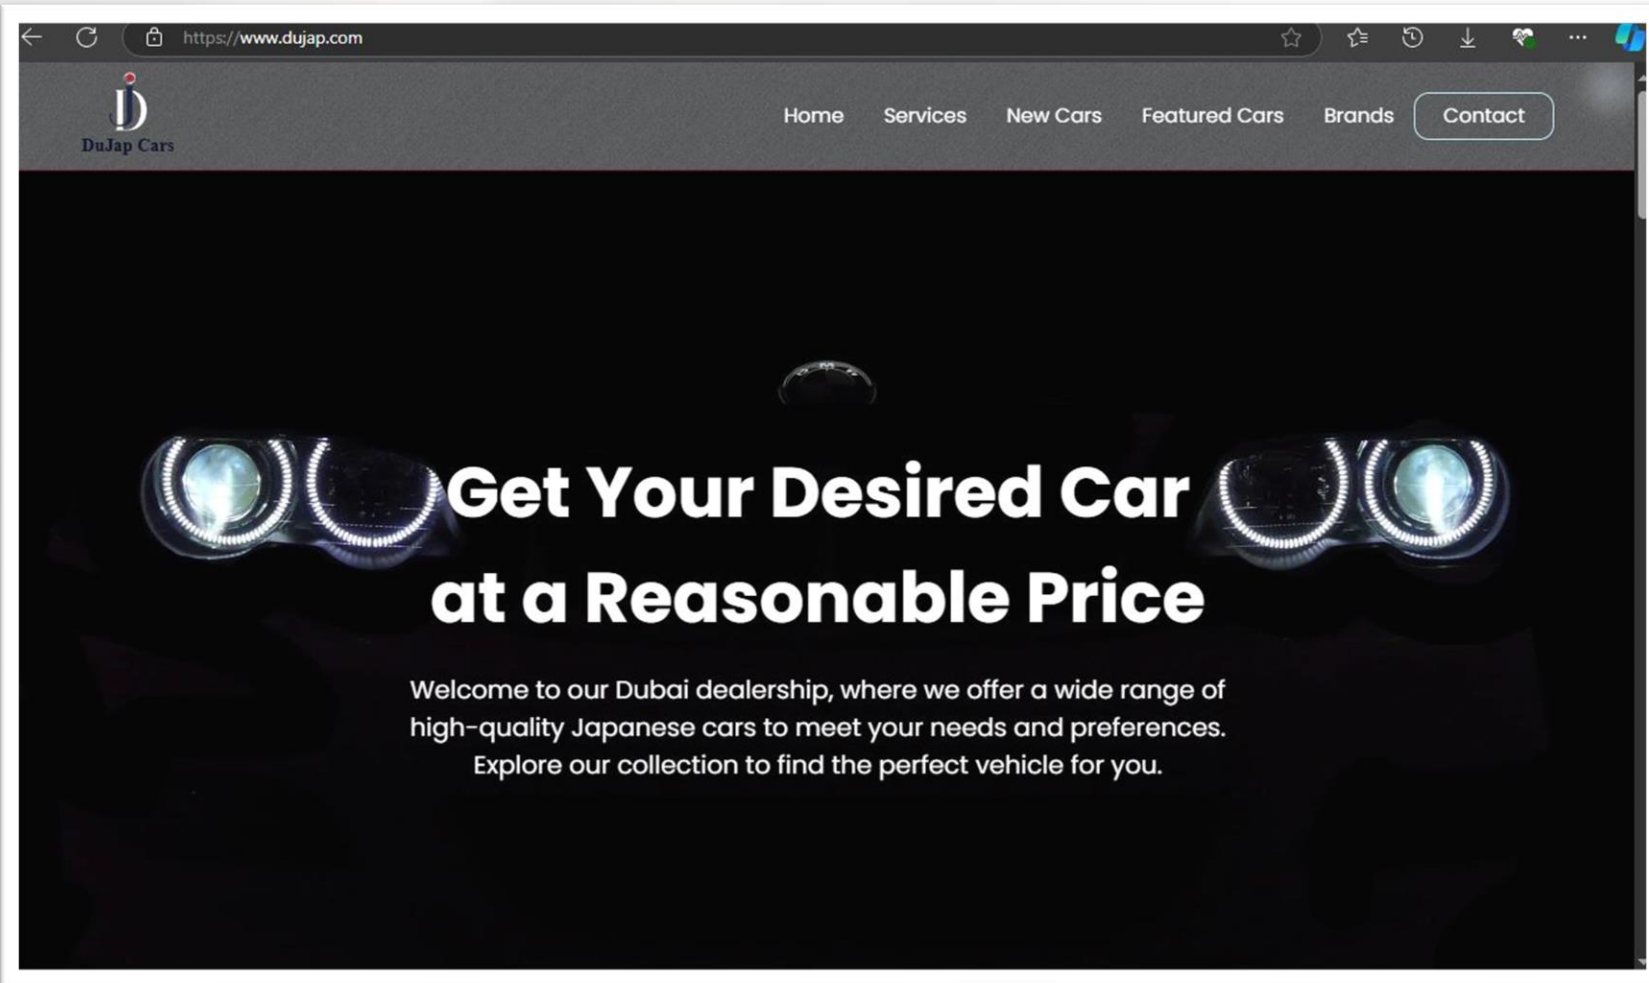 https://www.dujap.com
DuJap Cars
Home Services New Cars Featured Cars Brands Contact
Get Your Desired Car
at a Reasonable Price
Welcome to our Dubai dealership, where we offer a wide range of
high-quality Japanese cars to meet your needs and preferences.
Explore our collection to find the perfect vehicle for you.